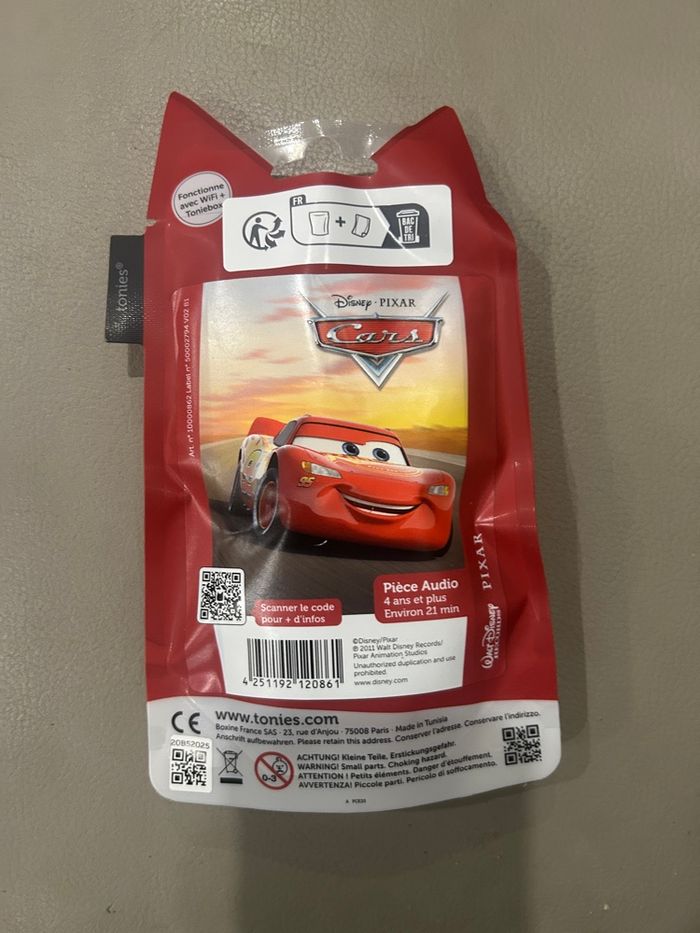 Fonctionne
avec WiFi +
Toniebox
FR
+
BAC
DE
TRI
tonies®
Disney · PIXAR
Cars
Art. n° 10000862 Label n° 50002794 V02 B1
95
Scanner le code
pour + d'infos
Pièce Audio
4 ans et plus
Environ 21 min
WALT DISNEY
RECORDS
PIXAR
©Disney/Pixar
℗ 2011 Walt Disney Records/
Pixar Animation Studios
Unauthorized duplication and use
prohibited.
www.disney.com
4 251192 120861
CE
www.tonies.com
Boxine France SAS · 23, rue d'Anjou · 75008 Paris · Made in Tunisia
Anschrift aufbewahren. Please retain this address. Conserver l'adresse. Conservare l'indirizzo.
20B52025
0-3
ACHTUNG! Kleine Teile, Erstickungsgefahr.
WARNING! Small parts. Choking hazard.
ATTENTION ! Petits éléments. Danger d'étouffement.
AVVERTENZA! Piccole parti. Pericolo di soffocamento.